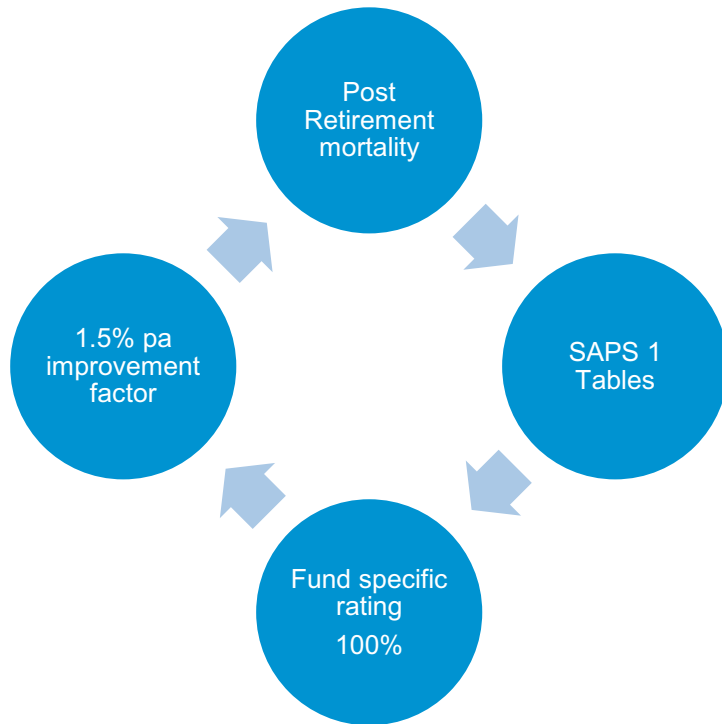 Post
Retirement
mortality
SAPS 1
Tables
Fund specific
rating
100%
1.5% pa
improvement
factor